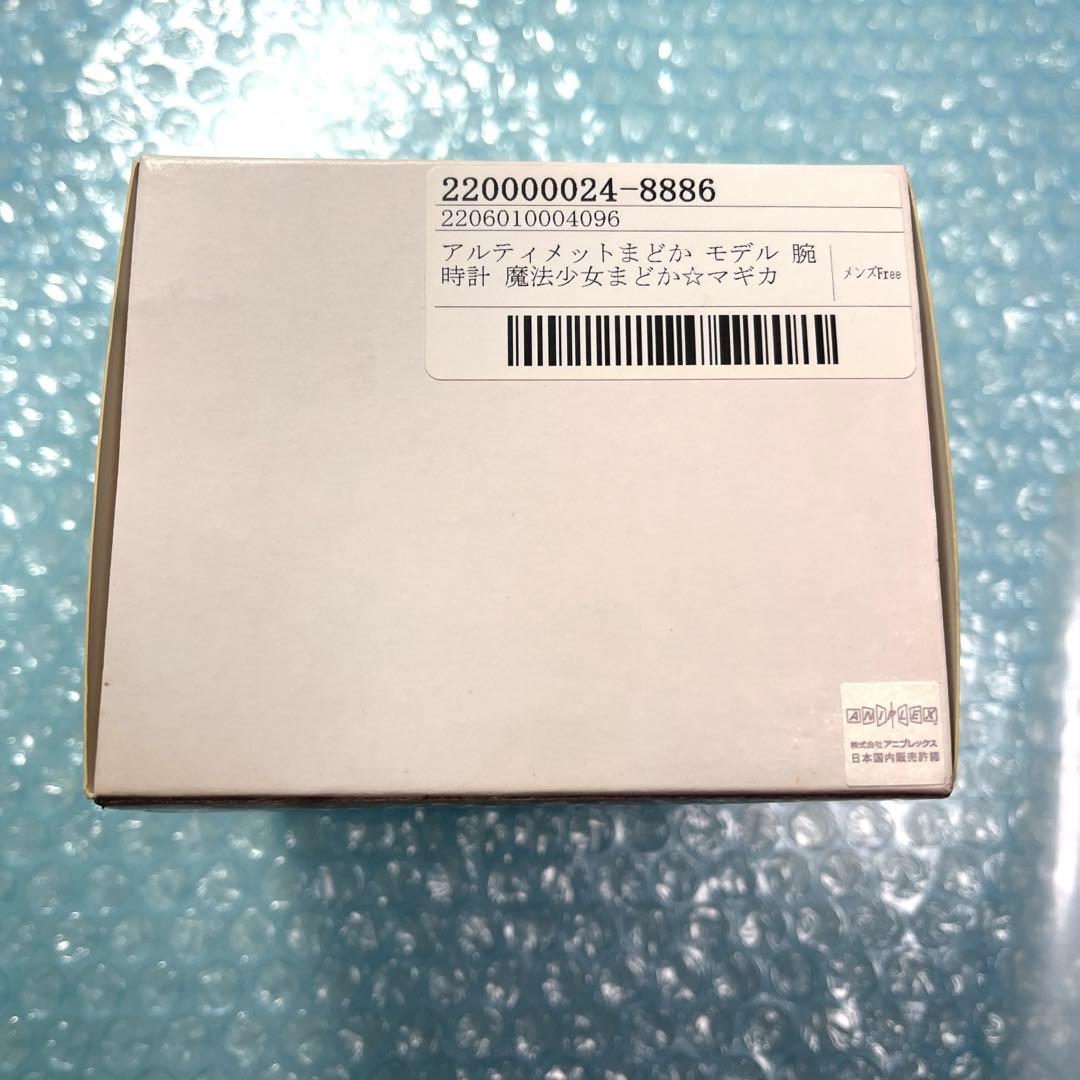 220000024-8886
2206010004096
アルティメットまどか モデル 腕
時計 魔法少女まどか☆マギカ
メンズFree
ANIPLEX
株式会社アニプレックス
日本国内販売許諾